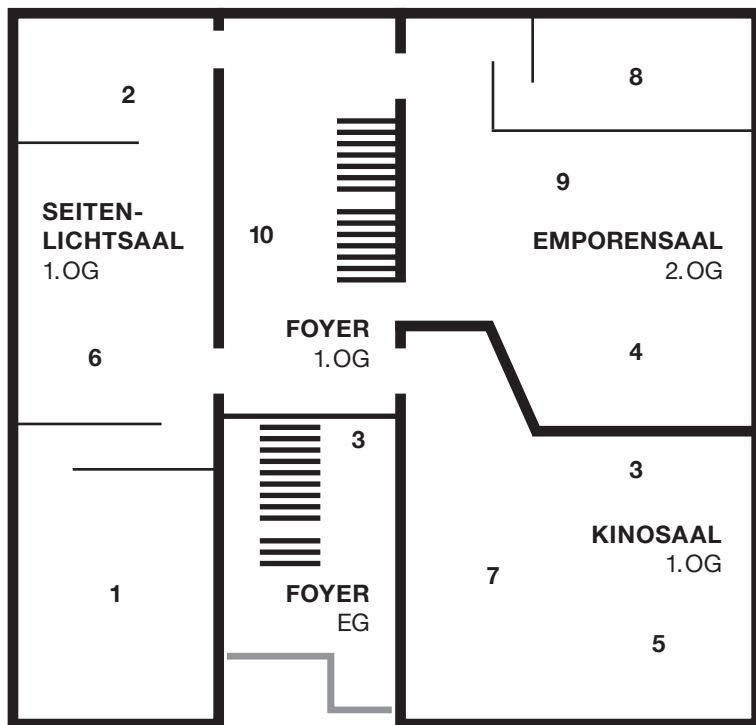 2
8
9
SEITEN-
LICHTSAAL
1.OG
10
EMPORENSAAL
2.OG
FOYER
1.OG
4
6
3
3
KINOSAAL
1.OG
7
1
FOYER
EG
5